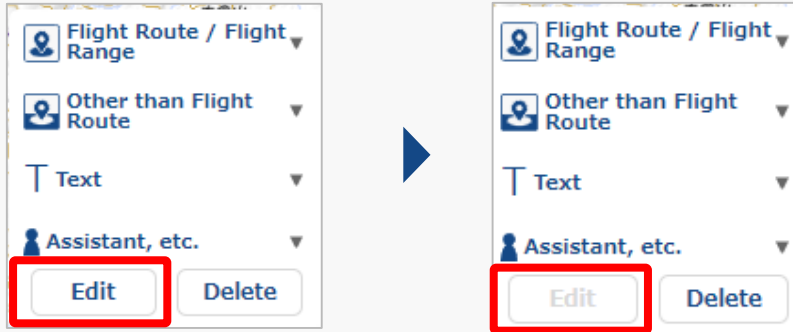 Flight Route / Flight
Range
Other than Flight
Route
Text
Assistant, etc.
Edit Delete
Flight Route / Flight
Range
Other than Flight
Route
Text
Assistant, etc.
Edit Delete